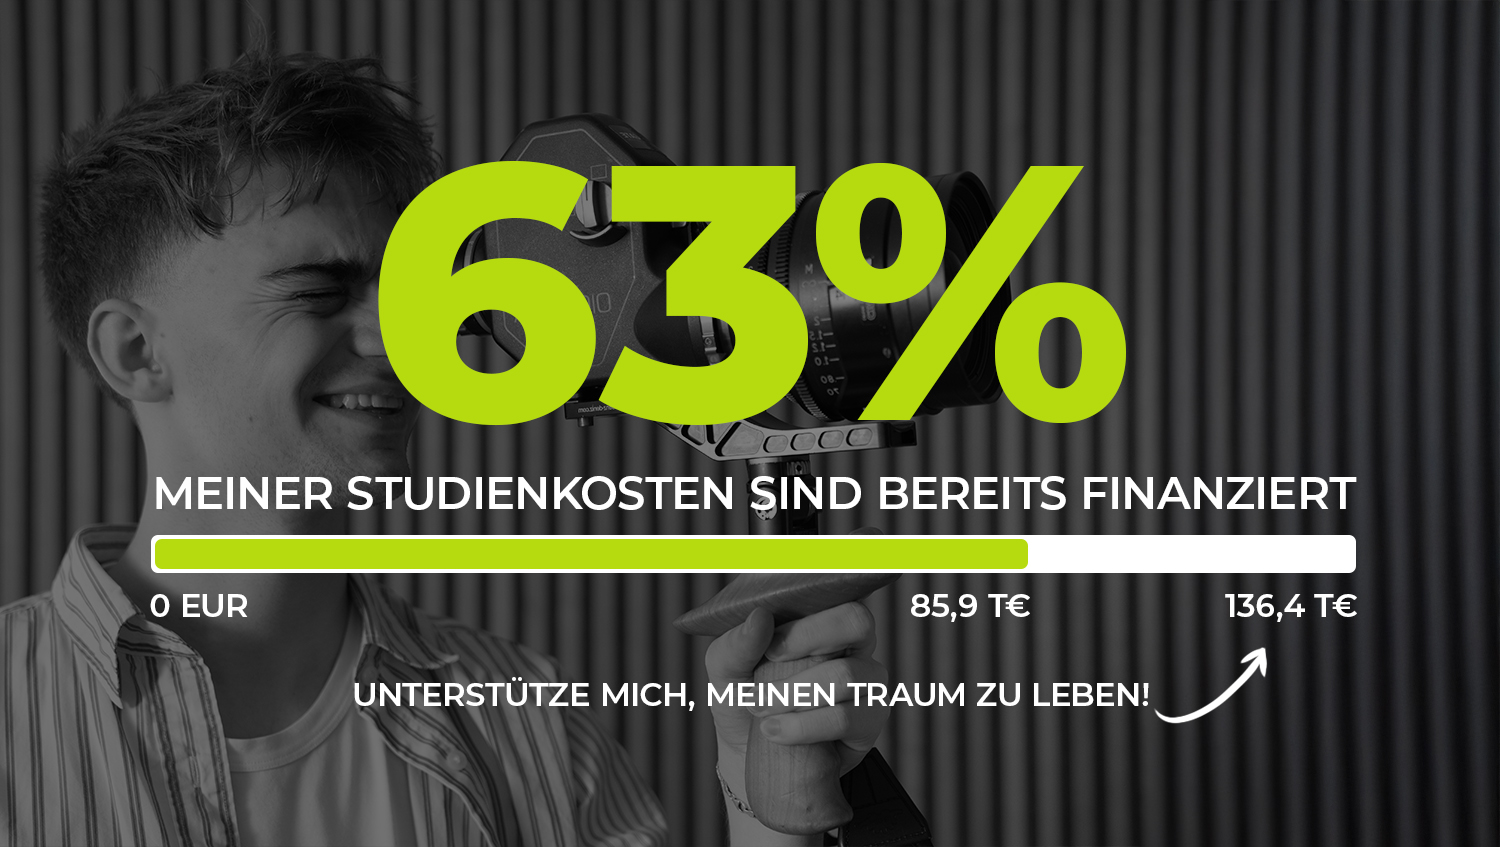 63%
MEINER STUDIENKOSTEN SIND BEREITS FINANZIERT
0 EUR 85,9 T€ 136,4 T€
UNTERSTÜTZE MICH, MEINEN TRAUM ZU LEBEN!